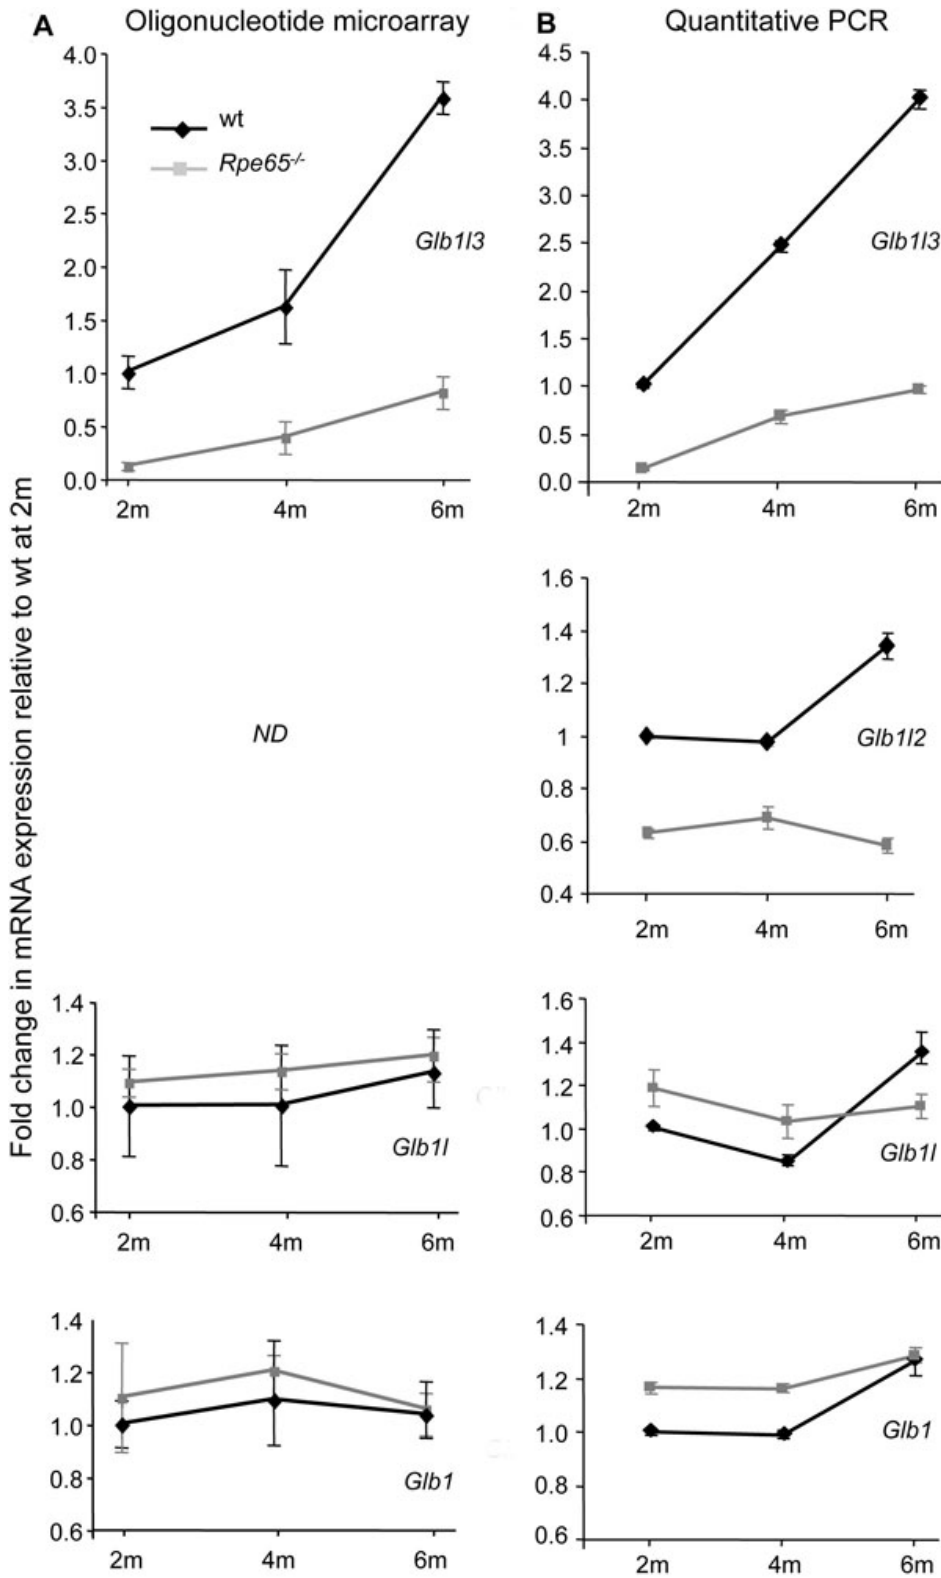 A Oligonucleotide microarray
B Quantitative PCR
Fold change in mRNA expression relative to wt at 2m
4.0
3.5
3.0
2.5
2.0
1.5
1.0
0.5
0.0
wt
Rpe65-/-
Glb1l3
2m 4m 6m
4.5
4.0
3.5
3.0
2.5
2.0
1.5
1.0
0.5
0.0
Glb1l3
2m 4m 6m
ND
1.6
1.4
1.2
1
0.8
0.6
0.4
Glb1l2
2m 4m 6m
1.4
1.2
1.0
0.8
0.6
Glb1l
2m 4m 6m
1.6
1.4
1.2
1.0
0.8
0.6
Glb1l
2m 4m 6m
1.4
1.2
1.0
0.8
0.6
Glb1
2m 4m 6m
1.4
1.2
1.0
0.8
0.6
Glb1
2m 4m 6m